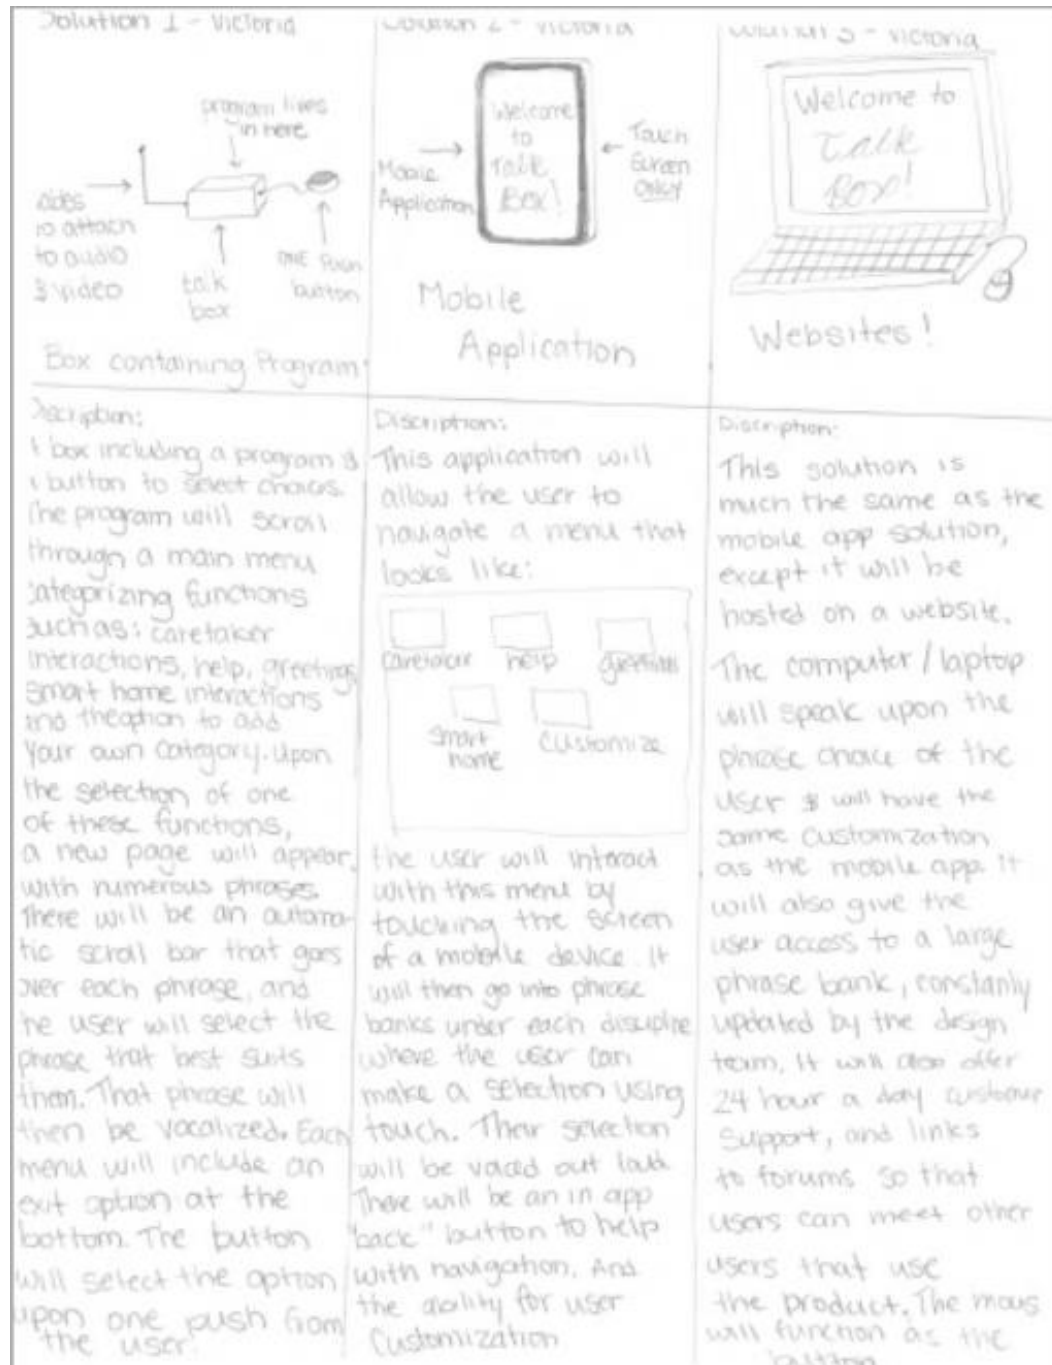 Solution 1 - Victoria
program lives
in here
to attach
to audio
& video
talk
box
ONE Push
button
Box containing Program
Discription:
box including a program &
button to select choices.
The program will scroll
through a main menu
categorizing functions
such as: caretaker
interactions, help, greetings
smart home interactions
and the option to add
your own category. Upon
the selection of one
of these functions,
a new page will appear,
with numerous phrases.
There will be an automa-
tic scroll bar that goes
over each phrase, and
the user will select the
phrase that best suits
them. That phrase will
then be vocalized. Each
menu will include an
exit option at the
bottom. The button
will select the option
upon one push from
the user.
Solution 2 - Victoria
Mobile
Application
Welcome
to
Talk
Box!
Touch
Screen
ONLY
Mobile
Application
Discription:
This application will
allow the user to
navigate a menu that
looks like:
caretaker help greetings
smart
home
customize
the user will interact
with this menu by
touching the screen
of a mobile device. It
will then go into phrase
banks under each
where the user can
make a selection using
touch. Their selection
will be voiced out loud.
There will be an in app
"back" button to help
with navigation. And
the ability for user
customization
Solution 3 - Victoria
Welcome to
Talk
Box!
Websites!
Discription:
This solution is
much the same as the
mobile app solution,
except it will be
hosted on a website.
The computer/laptop
will speak upon the
phrase choice of the
user & will have the
same customization
as the mobile app. It
will also give the
user access to a large
phrase bank, constanly
updated by the design
team. It will also offer
24 hour a day customer
support, and links
to forums so that
users can meet other
users that use
the product. The mous
will function as the
button